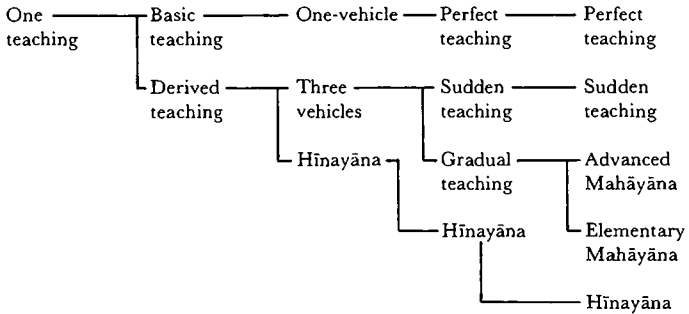 One Basic One-vehicle Perfect Perfect
teaching teaching teaching teaching
Derived Three Sudden Sudden
teaching vehicles teaching teaching
Hīnayāna Gradual Advanced
teaching Mahāyāna
Hīnayāna Elementary
Mahāyāna
Hīnayāna